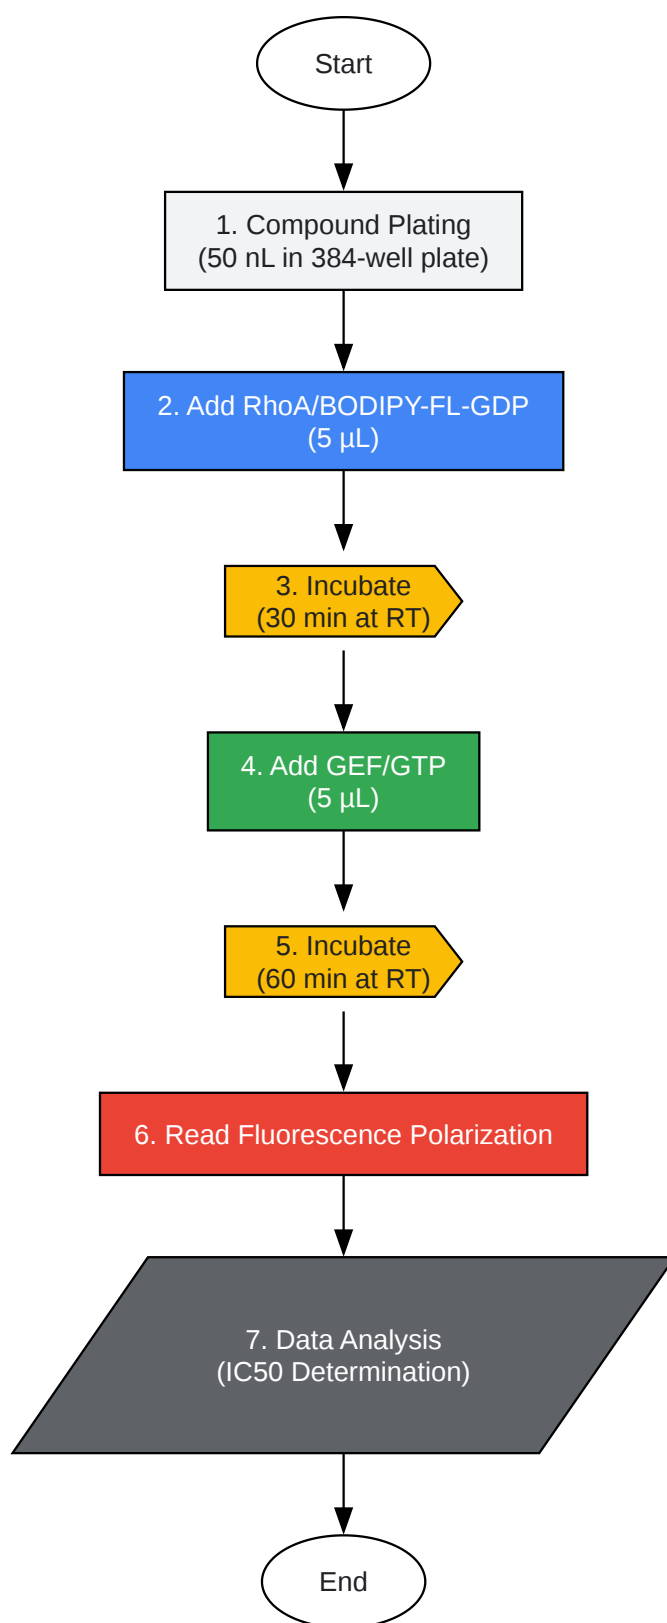 Start
1. Compound Plating
(50 nL in 384-well plate)
2. Add RhoA/BODIPY-FL-GDP
(5 µL)
3. Incubate
(30 min at RT)
4. Add GEF/GTP
(5 µL)
5. Incubate
(60 min at RT)
6. Read Fluorescence Polarization
7. Data Analysis
(IC50 Determination)
End